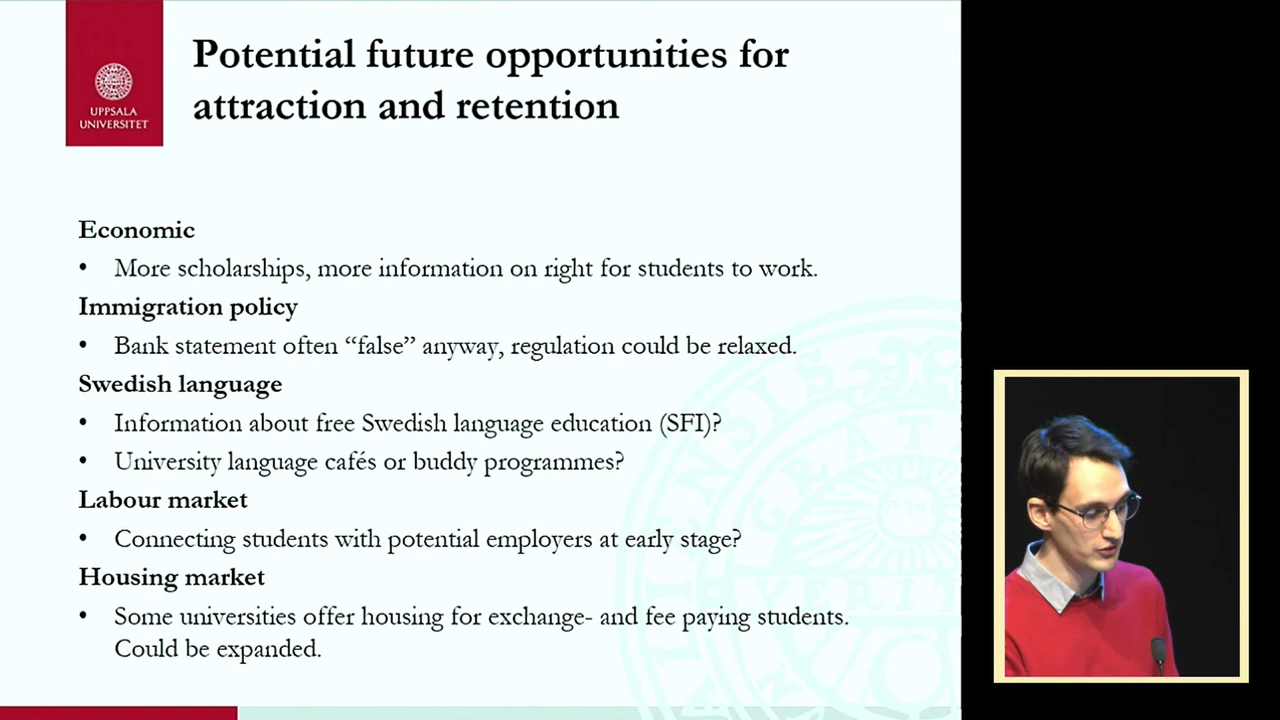 UPPSALA
UNIVERSITET
Potential future opportunities for
attraction and retention
Economic
• More scholarships, more information on right for students to work.
Immigration policy
• Bank statement often “false” anyway, regulation could be relaxed.
Swedish language
• Information about free Swedish language education (SFI)?
• University language cafés or buddy programmes?
Labour market
• Connecting students with potential employers at early stage?
Housing market
• Some universities offer housing for exchange- and fee paying students.
Could be expanded.